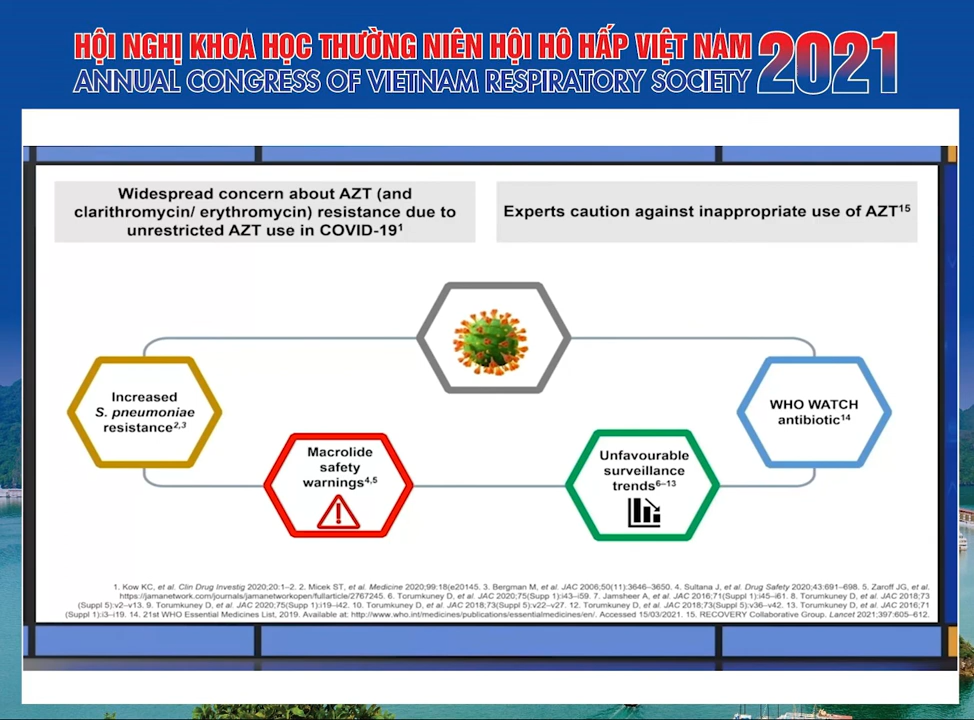 HỘI NGHỊ KHOA HỌC THƯỜNG NIÊN HỘI HÔ HẤP VIỆT NAM 2021
ANNUAL CONGRESS OF VIETNAM RESPIRATORY SOCIETY
Widespread concern about AZT (and
clarithromycin/ erythromycin) resistance due to
unrestricted AZT use in COVID-19¹
Experts caution against inappropriate use of AZT¹⁵
Increased
S. pneumoniae
resistance²,³
Macrolide
safety
warnings⁴,⁵
Unfavourable
surveillance
trends⁶⁻¹³
WHO WATCH
antibiotic¹⁴
1. Kow KC, et al. Clin Drug Investig 2020;20:1–2, 2, Micek ST, et al. Medicine 2020;99:18(e20145. 3. Bergman M, et al. JAC 2006;50(11):3646–3650. 4. Sultana J, et al. Drug Safety 2020;43:691–698. 5. Zaroff JG, et al.
https://jamanetwork.com/journals/jamanetworkopen/fullarticle/2767245. 6. Torumkuney D, et al. JAC 2020;75(Supp 1):i43–i59. 7. Jamsheer A, et al. JAC 2016;71(Suppl 1):i45–i61. 8. Torumkuney D, et al. JAC 2018;73
(Suppl 5):v2–v13. 9. Torumkuney D, et al. JAC 2020;75(Supp 1):i19–i42. 10. Torumkuney D, et al. JAC 2018;73(Suppl 5):v22–v27. 12. Torumkuney D, et al. JAC 2018;73(Suppl 5):v36–v42. 13. Torumkuney D, et al. JAC 2016;71
(Suppl 1):i3–i19. 14. 21st WHO Essential Medicines List, 2019. Available at: http://www.who.int/medicines/publications/essentialmedicines/en/. Accessed 15/03/2021. 15. RECOVERY Collaborative Group. Lancet 2021;397:605–612.